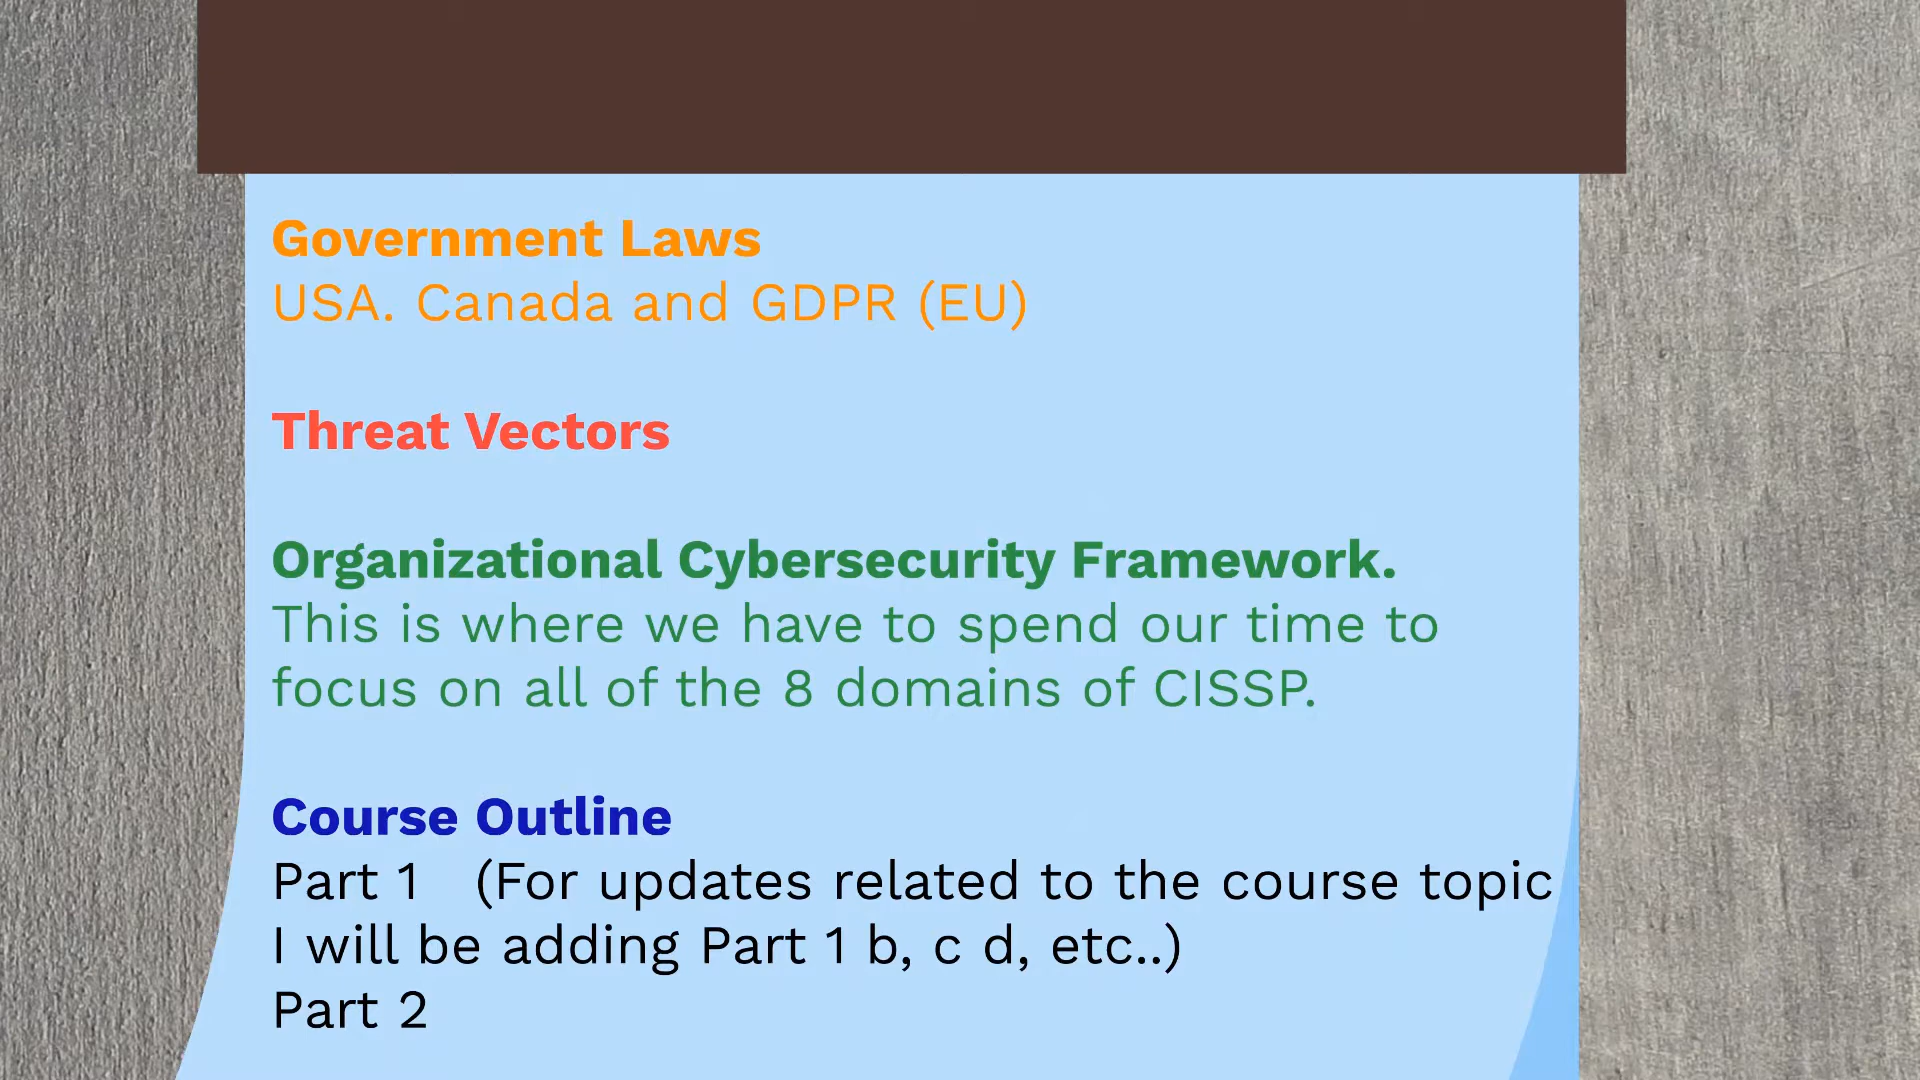 Government Laws
USA. Canada and GDPR (EU)
Threat Vectors
Organizational Cybersecurity Framework.
This is where we have to spend our time to
focus on all of the 8 domains of CISSP.
Course Outline
Part 1 (For updates related to the course topic
I will be adding Part 1 b, c d, etc..)
Part 2